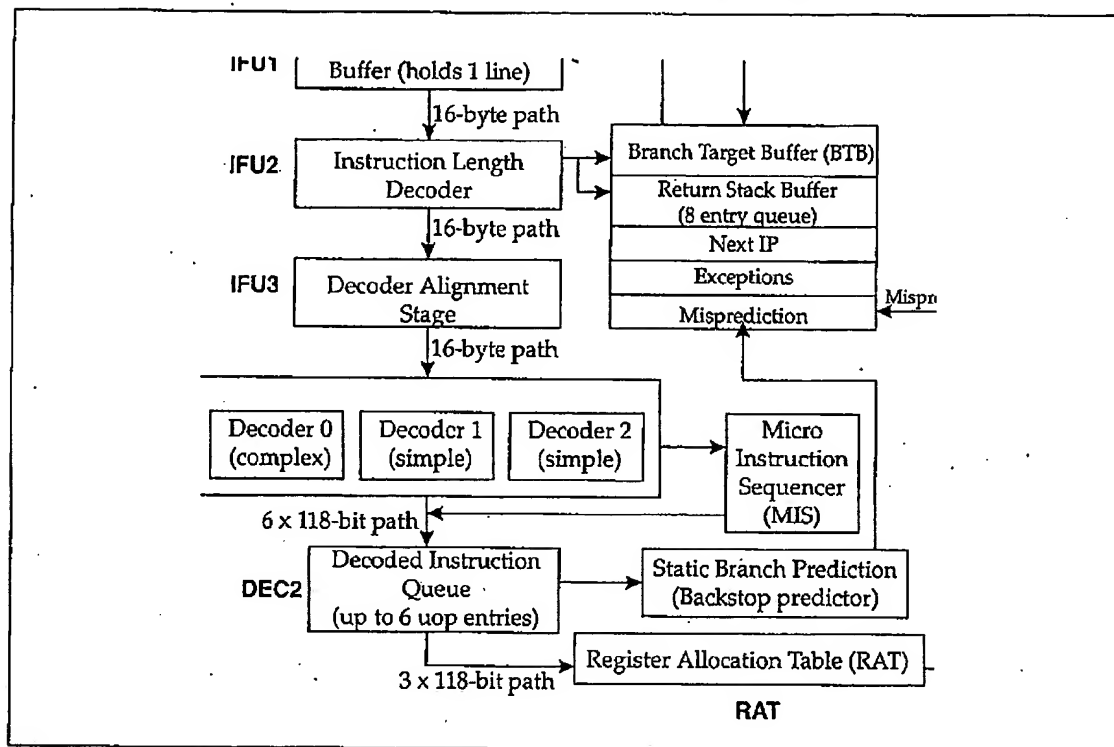 IFU1
Buffer (holds 1 line)
16-byte path
IFU2
Instruction Length
Decoder
Branch Target Buffer (BTB)
Return Stack Buffer
(8 entry queue)
Next IP
Exceptions
Misprediction
16-byte path
IFU3
Decoder Alignment
Stage
16-byte path
Decoder 0
(complex)
Decoder 1
(simple)
Decoder 2
(simple)
Micro
Instruction
Sequencer
(MIS)
6 x 118-bit path
DEC2
Decoded Instruction
Queue
(up to 6 uop entries)
Static Branch Prediction
(Backstop predictor)
3 x 118-bit path
Register Allocation Table (RAT)
RAT